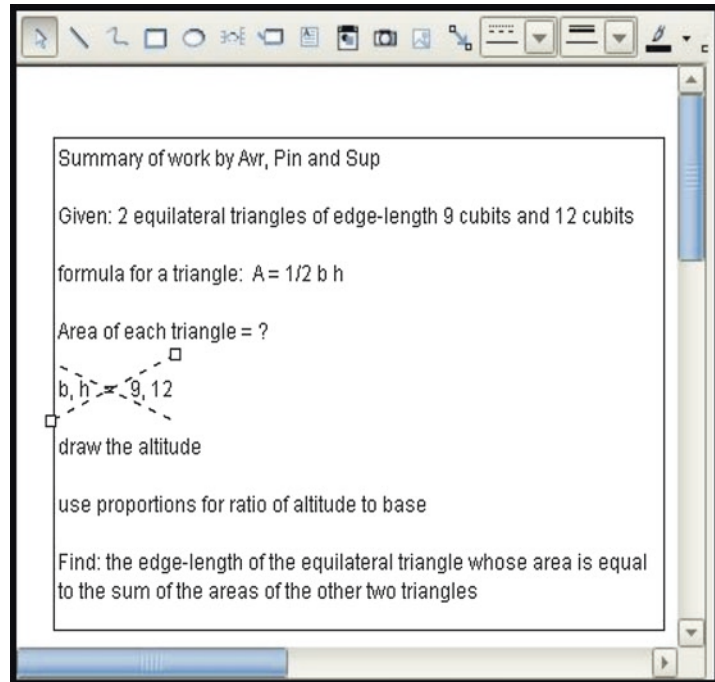 Summary of work by Avr, Pin and Sup
Given: 2 equilateral triangles of edge-length 9 cubits and 12 cubits
formula for a triangle:  A = 1/2 b h
Area of each triangle = ?
b, h = 9, 12
draw the altitude
use proportions for ratio of altitude to base
Find: the edge-length of the equilateral triangle whose area is equal
to the sum of the areas of the other two triangles